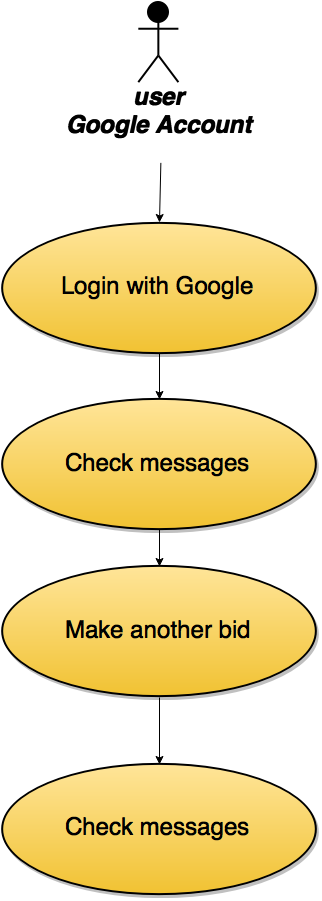 user
Google Account
Login with Google
Check messages
Make another bid
Check messages